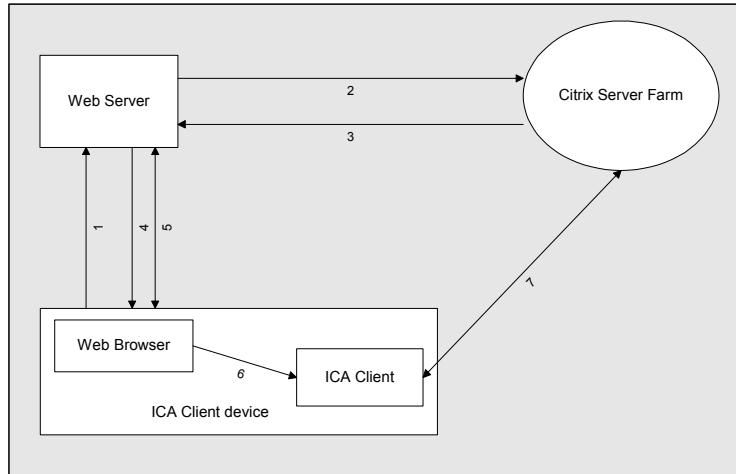 Web Server
2
Citrix Server Farm
3
1
4
5
7
Web Browser
6
ICA Client
ICA Client device